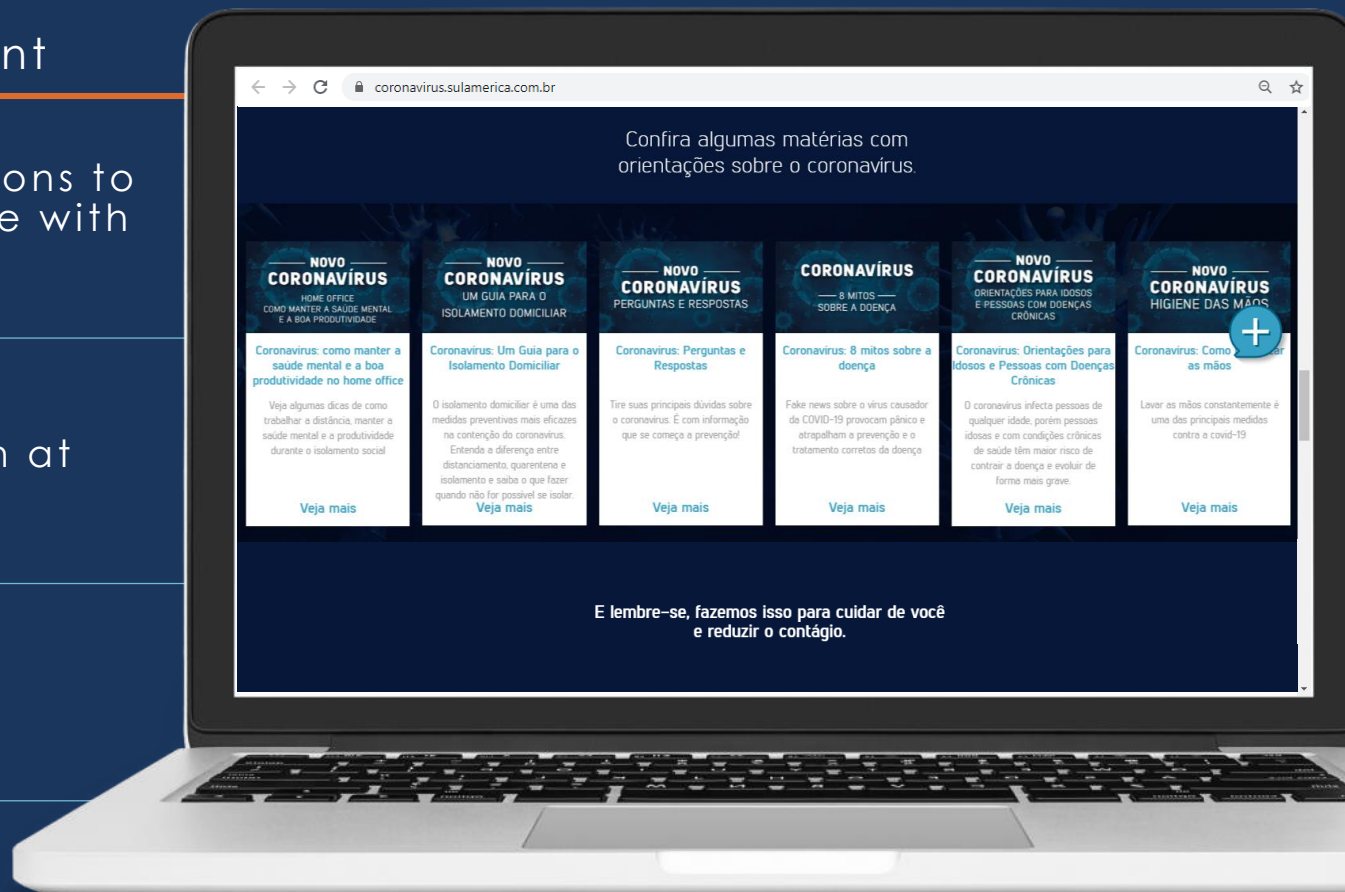 nt
ons to
e with
n at
coronavirus.sulamerica.com.br
Confira algumas matérias com
orientações sobre o coronavírus.
NOVO
CORONAVÍRUS
HOME OFFICE
COMO MANTER A SAÚDE MENTAL
E A BOA PRODUTIVIDADE
Coronavírus: como manter a
saúde mental e a boa
produtividade no home office
Veja algumas dicas de como
trabalhar a distância, manter a
saúde mental e a produtividade
durante o isolamento social
Veja mais
NOVO
CORONAVÍRUS
UM GUIA PARA O
ISOLAMENTO DOMICILIAR
Coronavírus: Um Guia para o
Isolamento Domiciliar
O isolamento domiciliar é uma das
medidas preventivas mais eficazes
na contenção do coronavírus.
Entenda a diferença entre
distanciamento, quarentena e
isolamento e saiba o que fazer
quando não for possível se isolar.
Veja mais
NOVO
CORONAVÍRUS
PERGUNTAS E RESPOSTAS
Coronavírus: Perguntas e
Respostas
Tire suas principais dúvidas sobre
o coronavírus. É com informação
que se começa a prevenção!
Veja mais
CORONAVÍRUS
8 MITOS
SOBRE A DOENÇA
Coronavírus: 8 mitos sobre a
doença
Fake news sobre o vírus causador
da COVID-19 provocam pânico e
atrapalham a prevenção e o
tratamento corretos da doença
Veja mais
NOVO
CORONAVÍRUS
ORIENTAÇÕES PARA IDOSOS
E PESSOAS COM DOENÇAS
CRÔNICAS
Coronavírus: Orientações para
Idosos e Pessoas com Doenças
Crônicas
O coronavírus infecta pessoas de
qualquer idade, porém pessoas
idosas e com condições crônicas
de saúde têm maior risco de
contrair a doença e evoluir de
forma mais grave.
Veja mais
NOVO
CORONAVÍRUS
HIGIENE DAS MÃOS
Coronavírus: Como ar
as mãos
Lavar as mãos constantemente é
uma das principais medidas
contra a covid-19
Veja mais
E lembre-se, fazemos isso para cuidar de você
e reduzir o contágio.